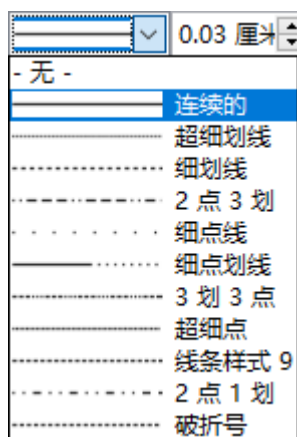 0.03 厘米
- 无 -
连续的
超细划线
细划线
2 点 3 划
细点线
细点划线
3 划 3 点
超细点
线条样式 9
2 点 1 划
破折号